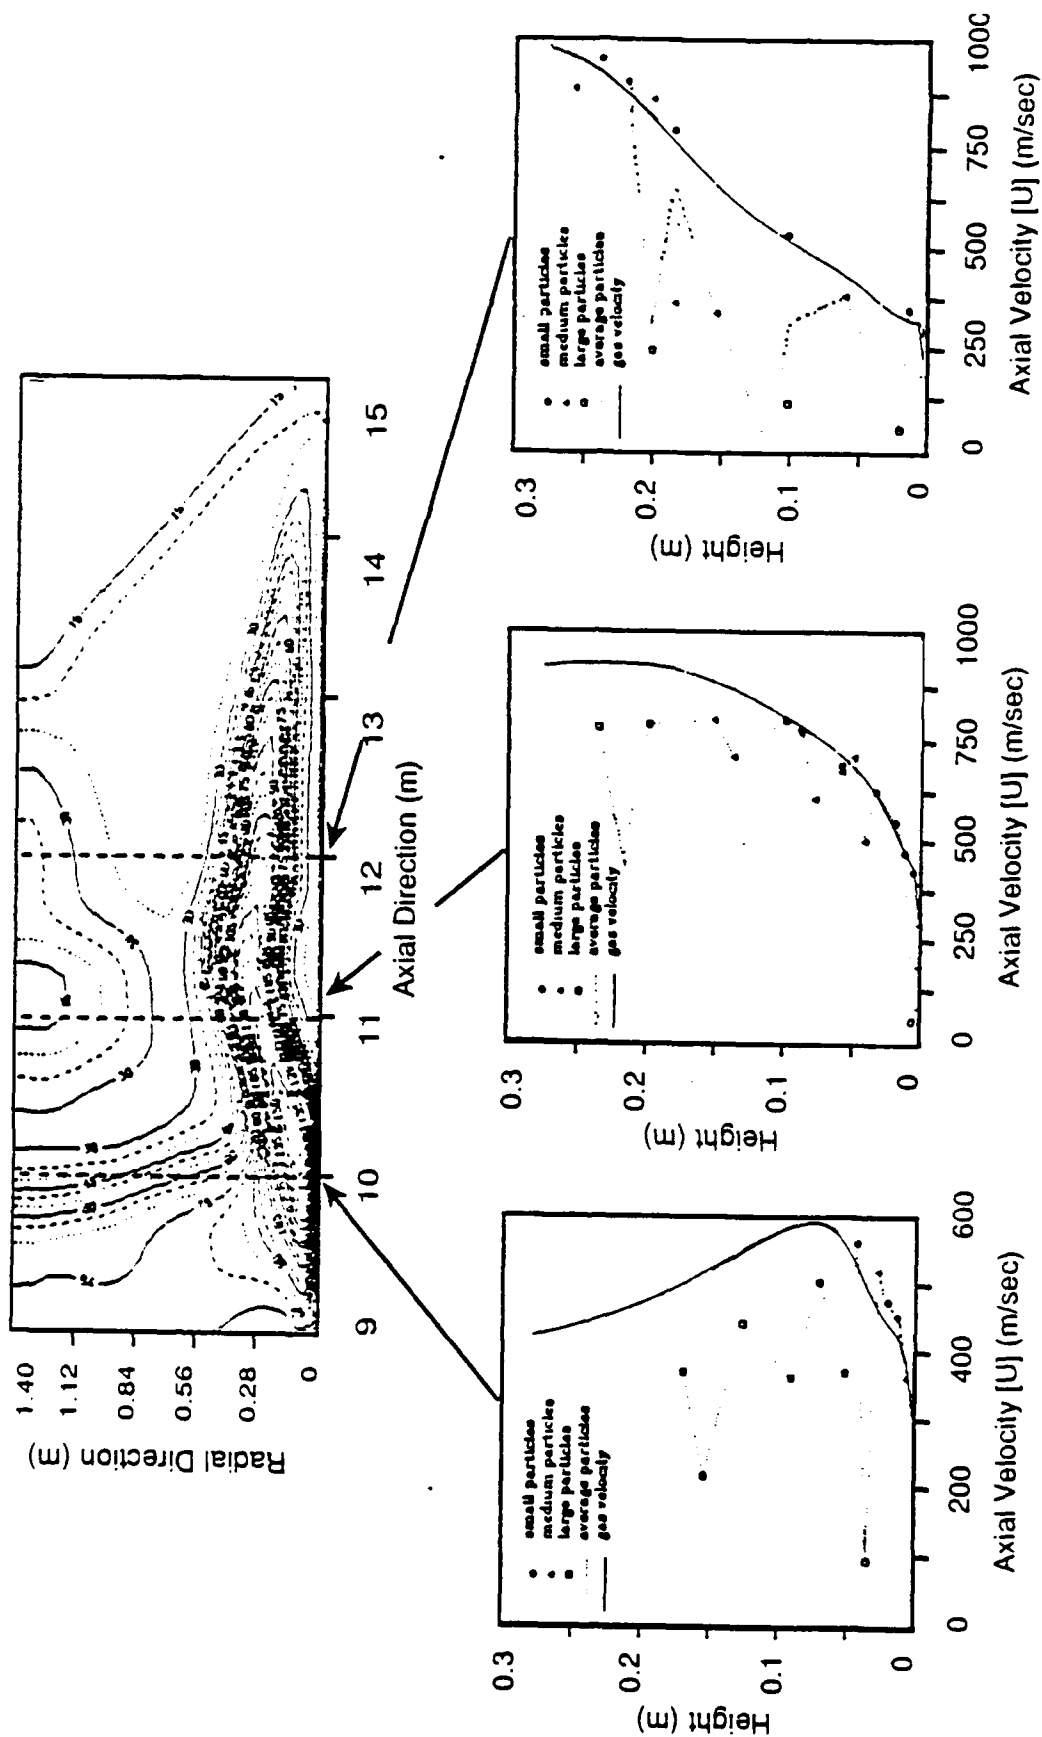 Radial Direction (m)
1.40
1.12
0.84
0.56
0.28
0
9
10
11
12
13
14
15
Axial Direction (m)
Height (m)
0.3
0.2
0.1
0
small particles
medium particles
large particles
average particles
gas velocity
0
200
400
600
Axial Velocity [U] (m/sec)
Height (m)
0.3
0.2
0.1
0
small particles
medium particles
large particles
average particles
gas velocity
0
250
500
750
1000
Axial Velocity [U] (m/sec)
Height (m)
0.3
0.2
0.1
0
small particles
medium particles
large particles
average particles
gas velocity
0
250
500
750
1000
Axial Velocity [U] (m/sec)